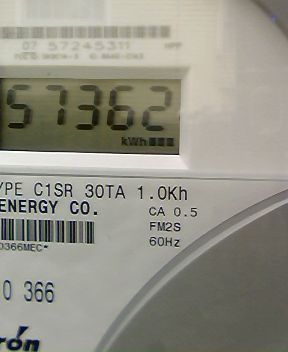 07 57245311
57362
kWh
YPE C1SR 30TA 1.0Kh
ENERGY CO.
CA 0.5
FM2S
60Hz
0366MEC*
0 366
rón